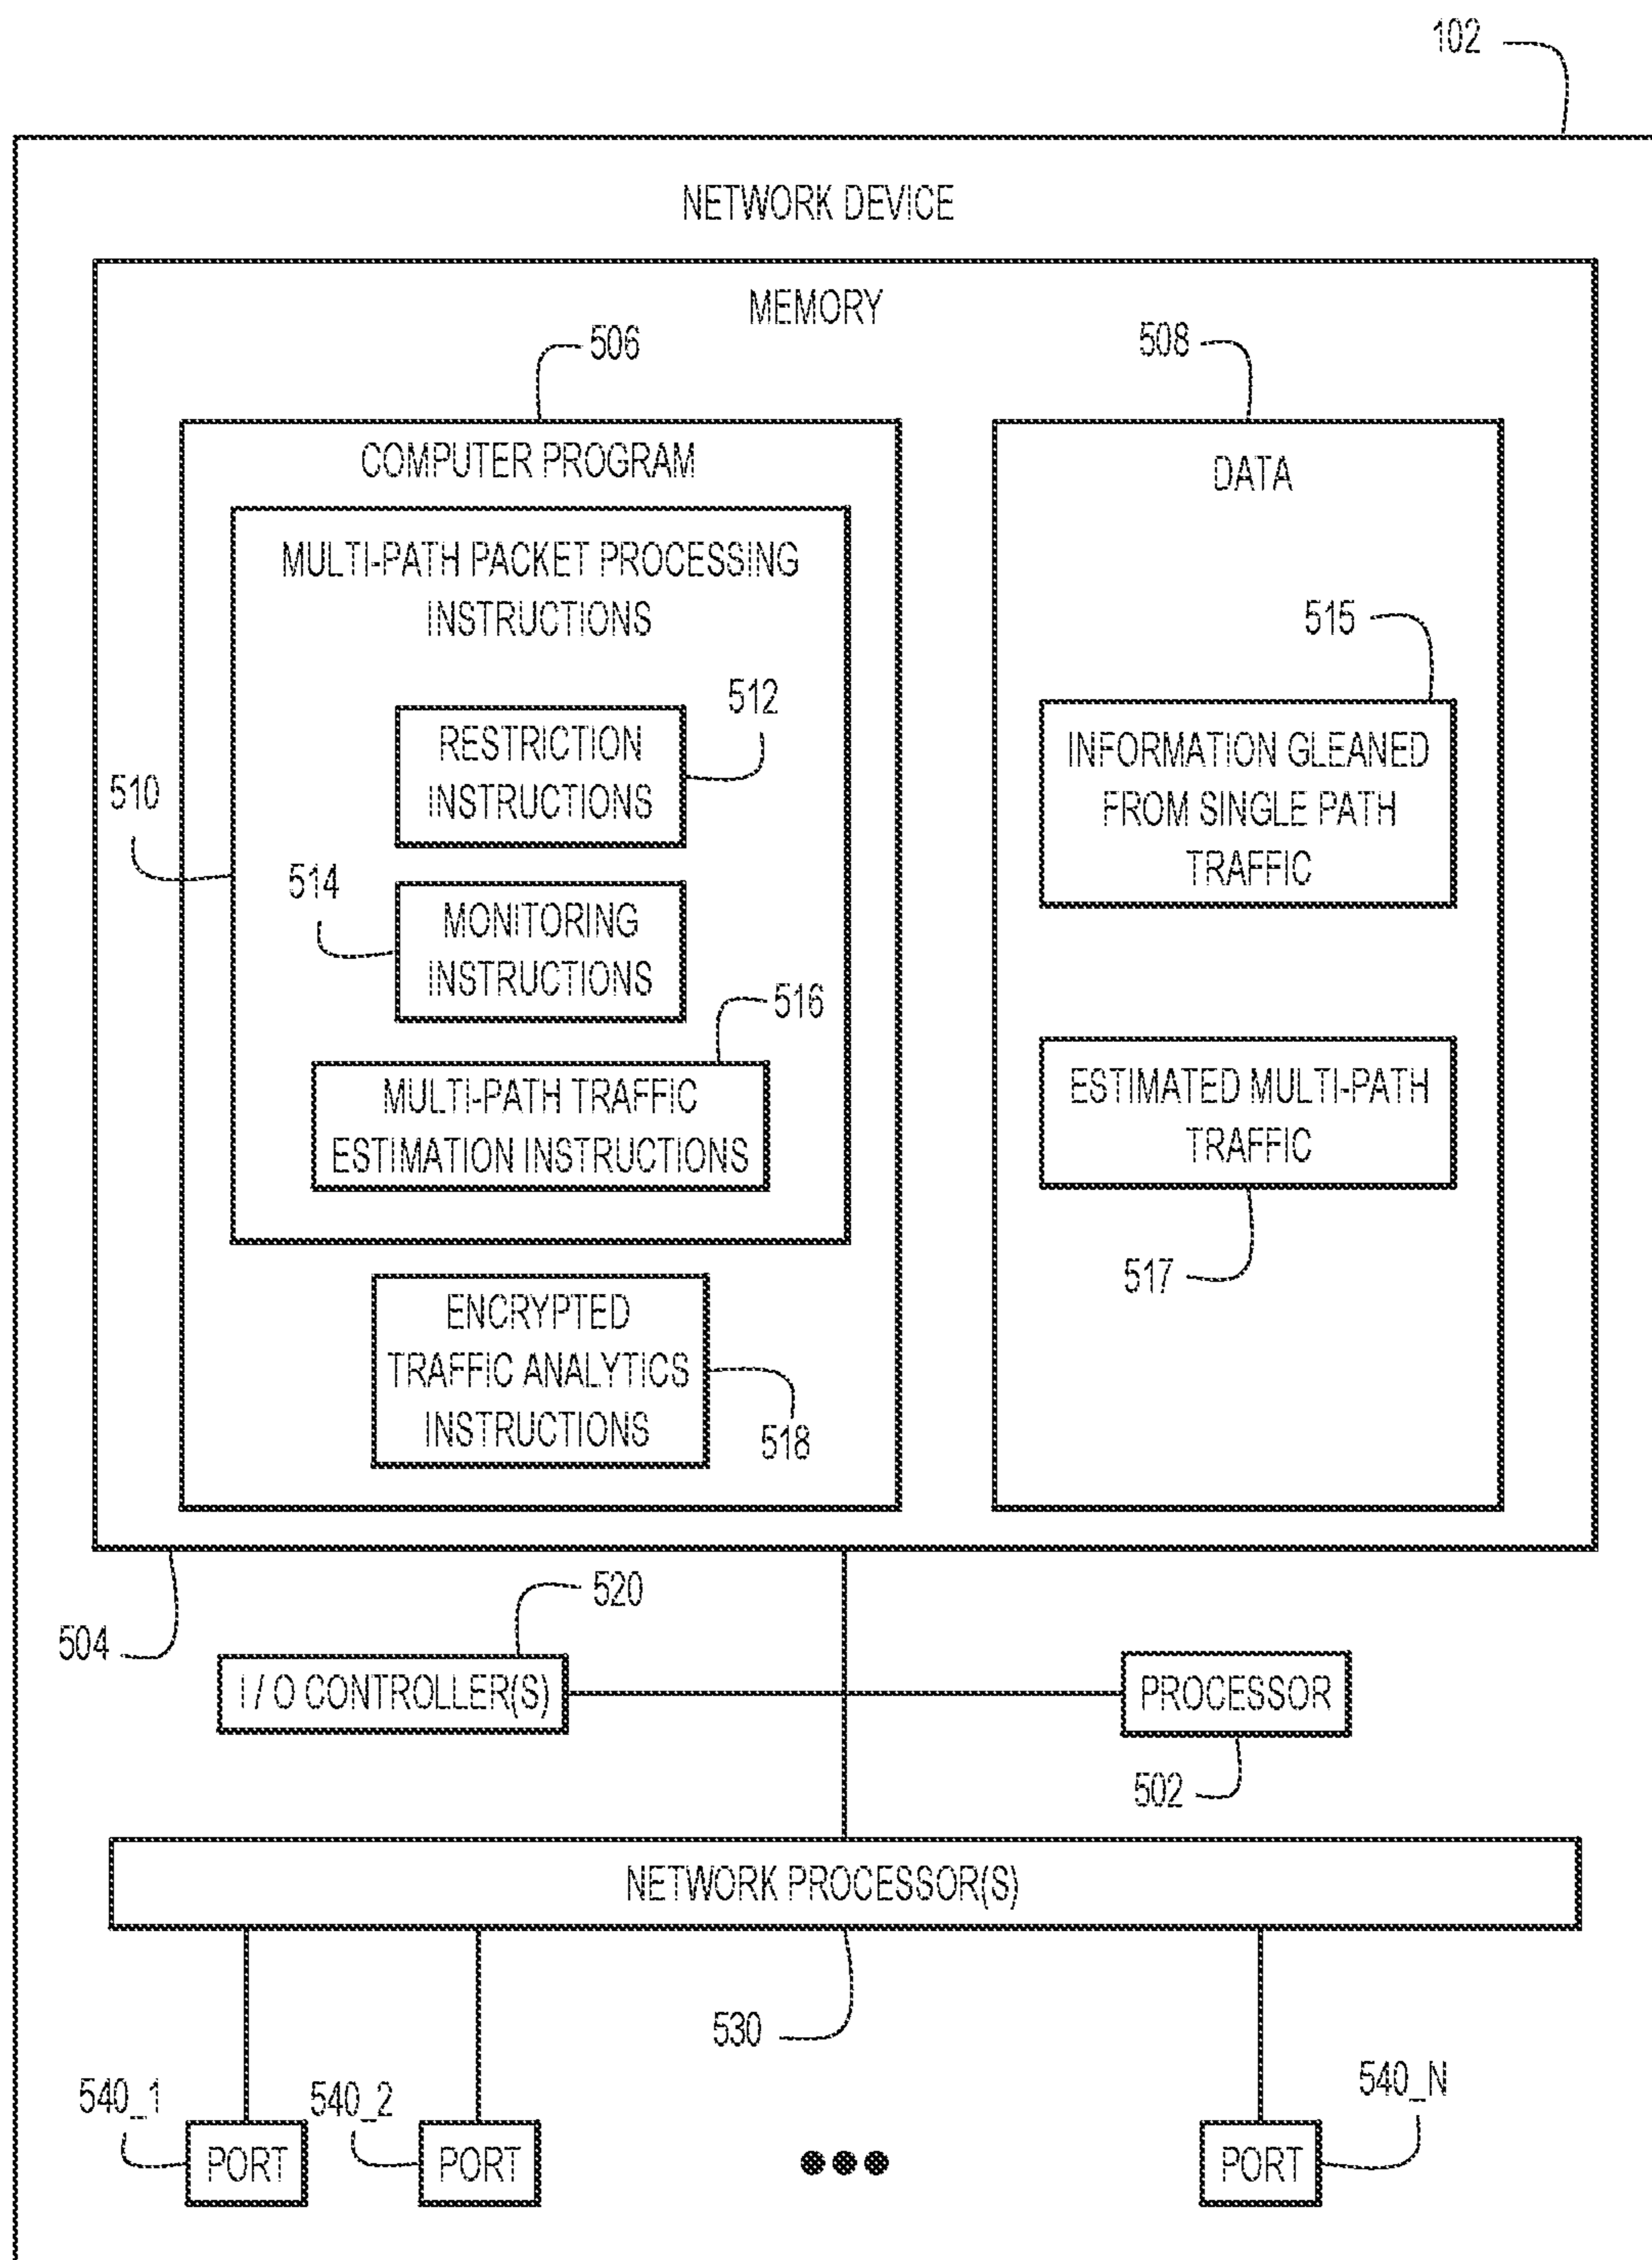 102
NETWORK DEVICE
MEMORY
506
508
COMPUTER PROGRAM
DATA
MULTI-PATH PACKET PROCESSING
INSTRUCTIONS
515
512
RESTRICTION
INSTRUCTIONS
INFORMATION GLEANED
FROM SINGLE PATH
TRAFFIC
510
514
MONITORING
INSTRUCTIONS
516
MULTI-PATH TRAFFIC
ESTIMATION INSTRUCTIONS
ESTIMATED MULTI-PATH
TRAFFIC
517
ENCRYPTED
TRAFFIC ANALYTICS
INSTRUCTIONS
518
504
520
I / O CONTROLLER(S)
PROCESSOR
502
NETWORK PROCESSOR(S)
530
540_1
540_2
540_N
PORT
PORT
PORT